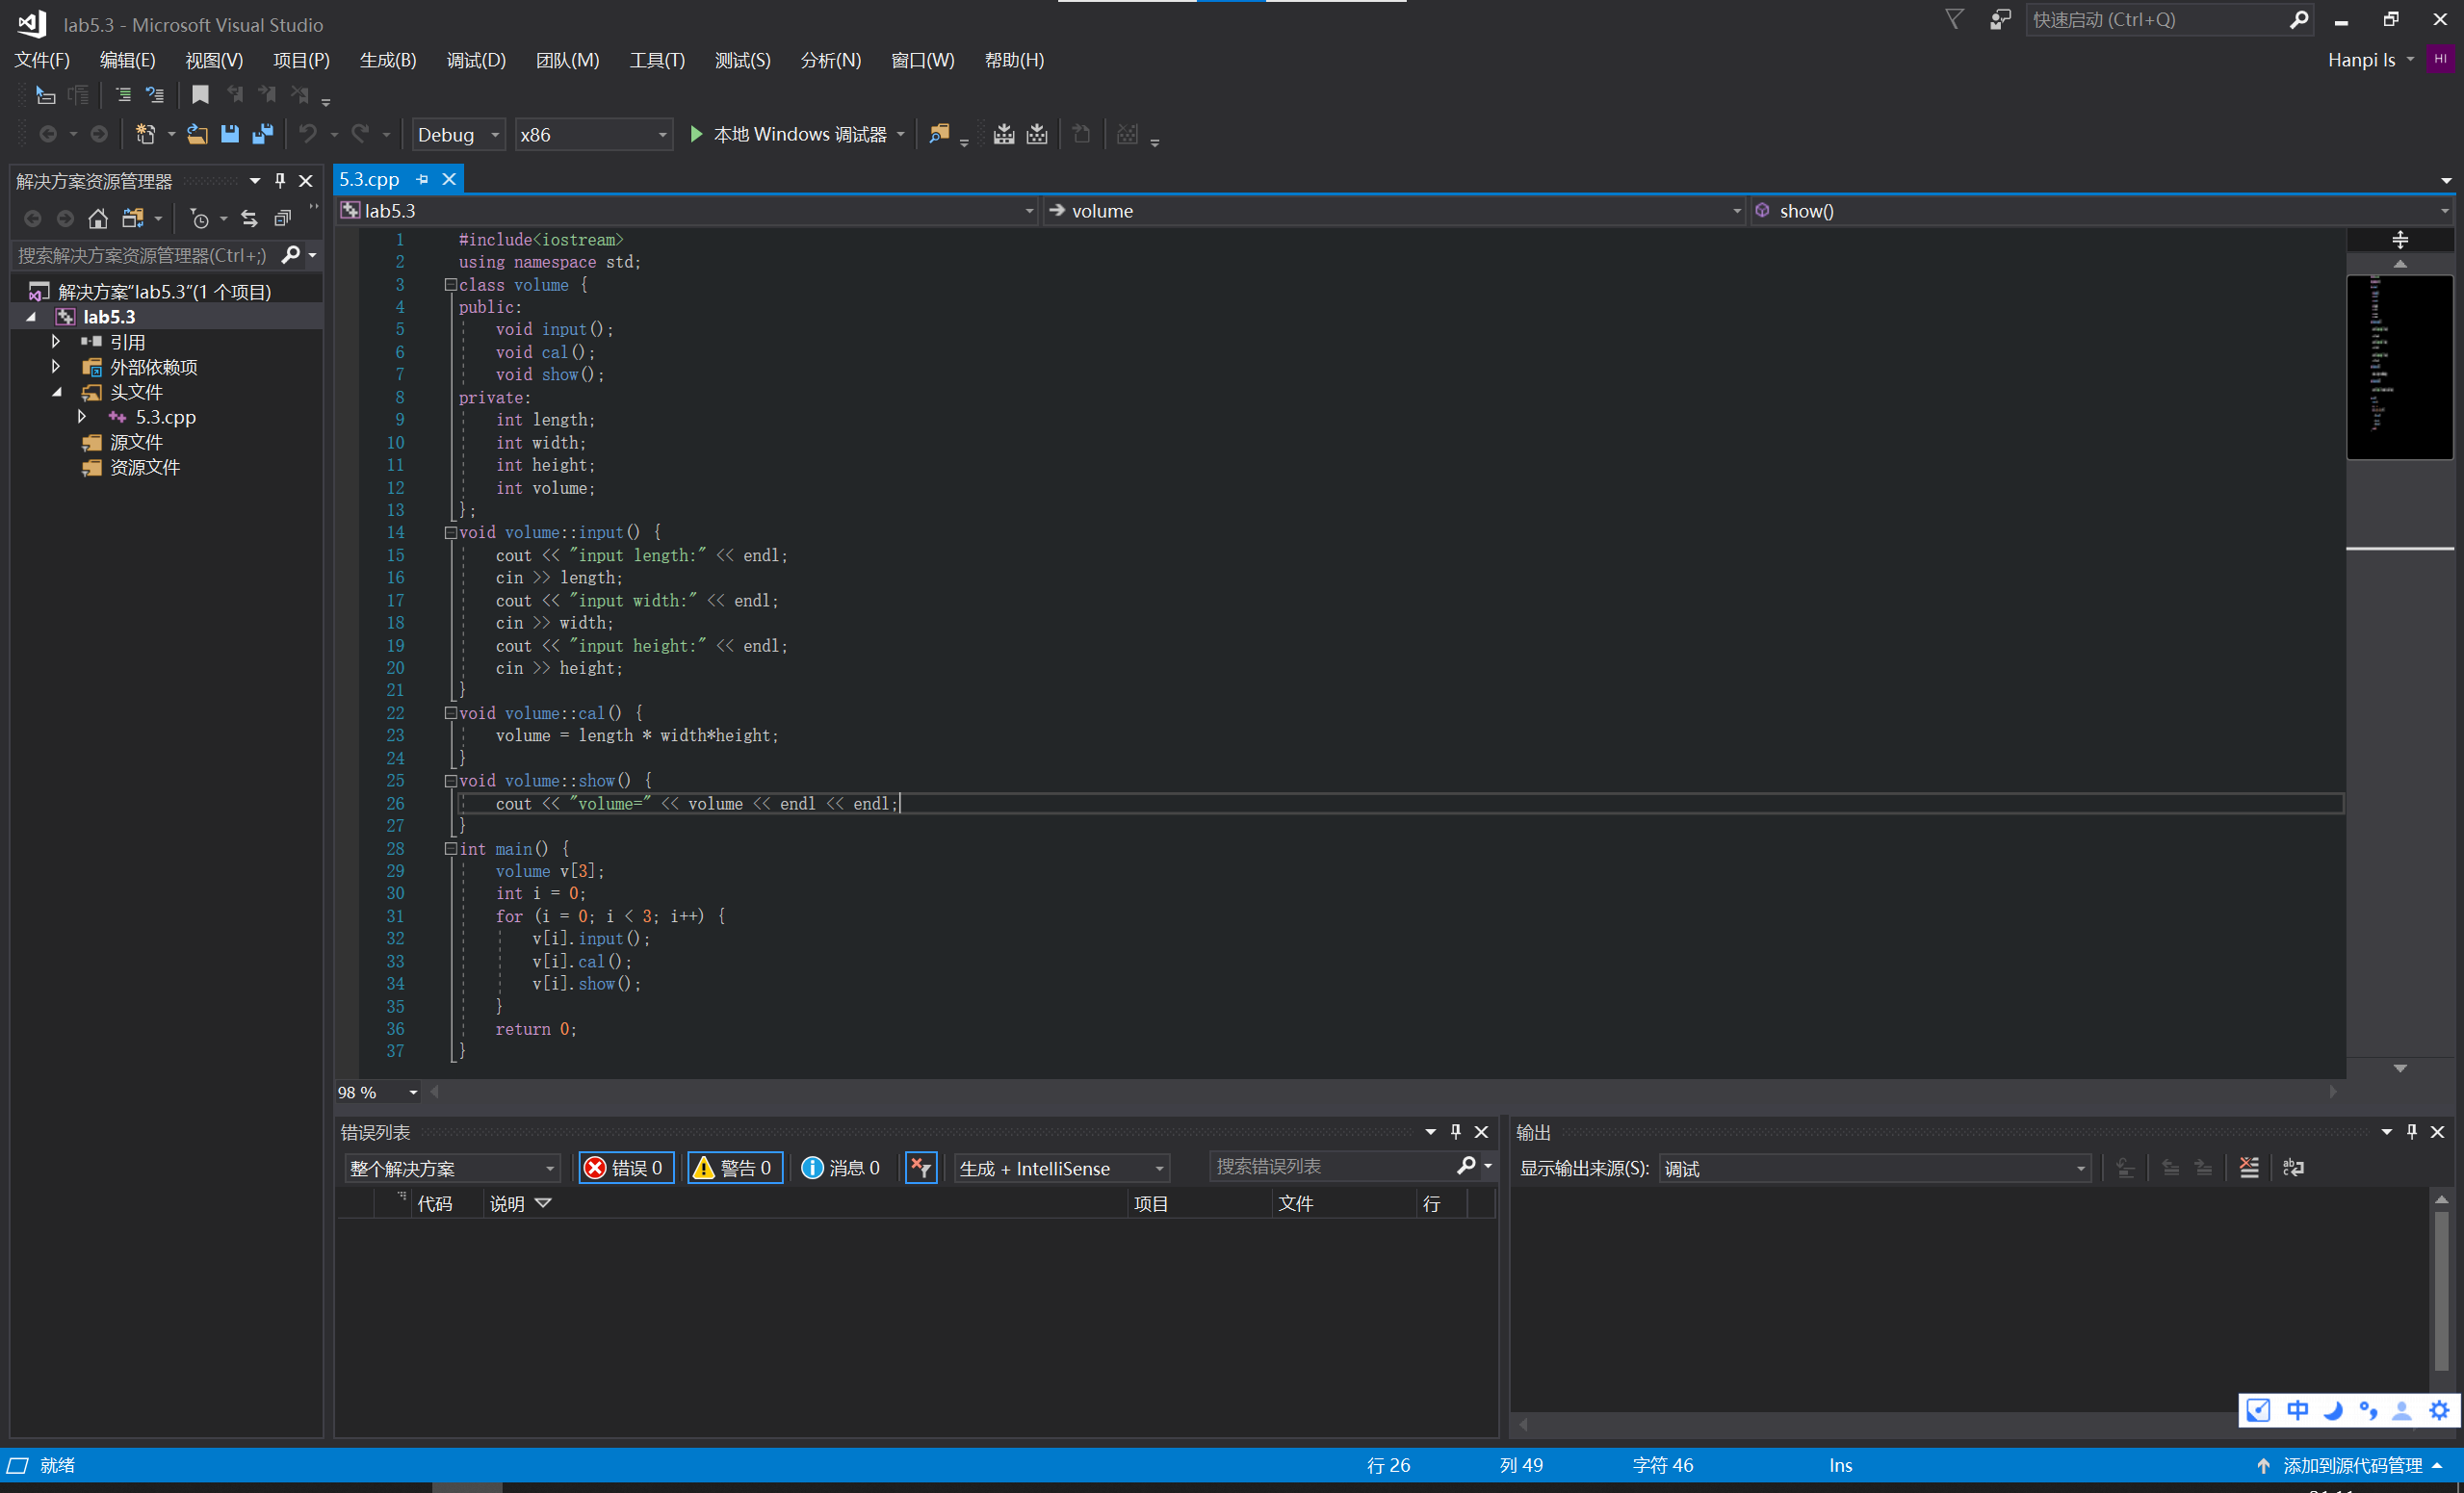 lab5.3 - Microsoft Visual Studio
快速启动 (Ctrl+Q)
文件(F) 编辑(E) 视图(V) 项目(P) 生成(B) 调试(D) 团队(M) 工具(T) 测试(S) 分析(N) 窗口(W) 帮助(H)
Hanpi ls HI
Debug x86 本地 Windows 调试器
解决方案资源管理器
搜索解决方案资源管理器(Ctrl+;)
解决方案"lab5.3"(1 个项目)
lab5.3
引用
外部依赖项
头文件
5.3.cpp
源文件
资源文件
5.3.cpp
lab5.3 volume show()
1 #include<iostream>
2 using namespace std;
3 class volume {
4 public:
5 void input();
6 void cal();
7 void show();
8 private:
9 int length;
10 int width;
11 int height;
12 int volume;
13 };
14 void volume::input() {
15 cout << "input length:" << endl;
16 cin >> length;
17 cout << "input width:" << endl;
18 cin >> width;
19 cout << "input height:" << endl;
20 cin >> height;
21 }
22 void volume::cal() {
23 volume = length * width*height;
24 }
25 void volume::show() {
26 cout << "volume=" << volume << endl << endl;
27 }
28 int main() {
29 volume v[3];
30 int i = 0;
31 for (i = 0; i < 3; i++) {
32 v[i].input();
33 v[i].cal();
34 v[i].show();
35 }
36 return 0;
37 }
98 %
错误列表
整个解决方案 错误 0 警告 0 消息 0 生成 + IntelliSense 搜索错误列表
代码 说明 项目 文件 行
输出
显示输出来源(S): 调试
中
就绪 行 26 列 49 字符 46 Ins 添加到源代码管理